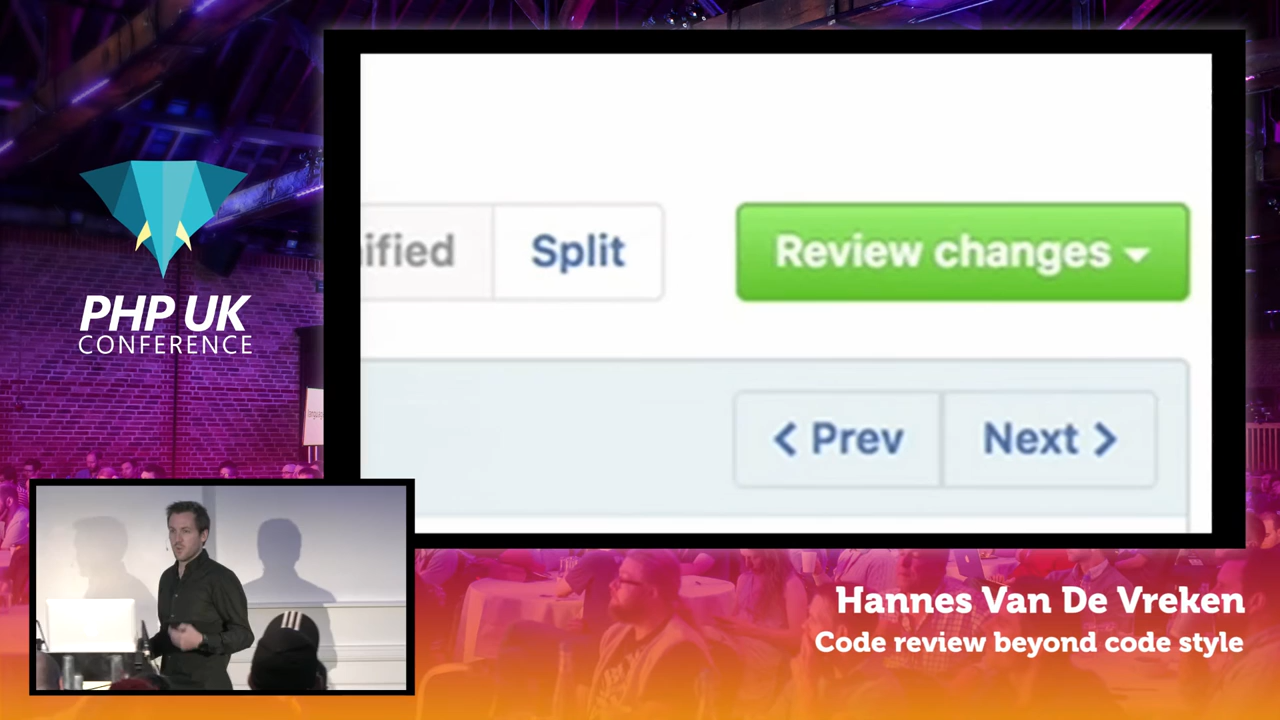 PHP UK
CONFERENCE
ified
Split
Review changes
Prev
Next
Hannes Van De Vreken
Code review beyond code style